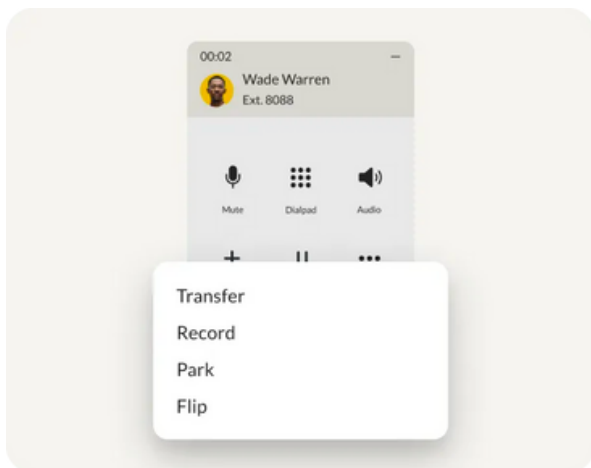 00:02
Wade Warren
Ext. 8088
Mute Dialpad Audio
Transfer
Record
Park
Flip